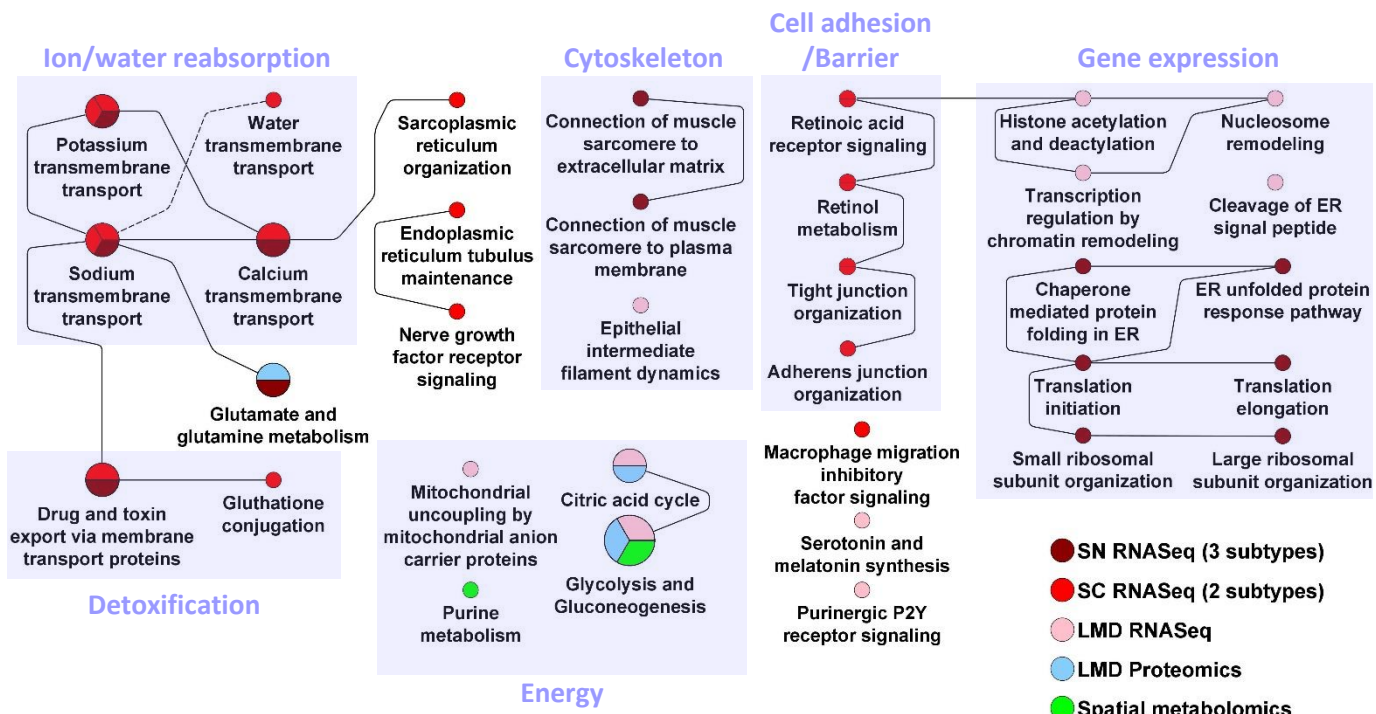 Ion/water reabsorption
Potassium
transmembrane
transport
Water
transmembrane
transport
Sodium
transmembrane
transport
Calcium
transmembrane
transport
Sarcoplasmic
reticulum
organization
Endoplasmic
reticulum tubulus
maintenance
Nerve growth
factor receptor
signaling
Glutamate and
glutamine metabolism
Drug and toxin
export via membrane
transport proteins
Gluthatione
conjugation
Detoxification
Cytoskeleton
Connection of muscle
sarcomere to
extracellular matrix
Connection of muscle
sarcomere to plasma
membrane
Epithelial
intermediate
filament dynamics
Mitochondrial
uncoupling by
mitochondrial anion
carrier proteins
Purine
metabolism
Citric acid cycle
Glycolysis and
Gluconeogenesis
Energy
Cell adhesion
/Barrier
Retinoic acid
receptor signaling
Retinol
metabolism
Tight junction
organization
Adherens junction
organization
Macrophage migration
inhibitory
factor signaling
Serotonin and
melatonin synthesis
Purinergic P2Y
receptor signaling
Gene expression
Histone acetylation
and deactylation
Nucleosome
remodeling
Transcription
regulation by
chromatin remodeling
Cleavage of ER
signal peptide
Chaperone
mediated protein
folding in ER
ER unfolded protein
response pathway
Translation
initiation
Translation
elongation
Small ribosomal
subunit organization
Large ribosomal
subunit organization
SN RNASeq (3 subtypes)
SC RNASeq (2 subtypes)
LMD RNASeq
LMD Proteomics
Spatial metabolomics